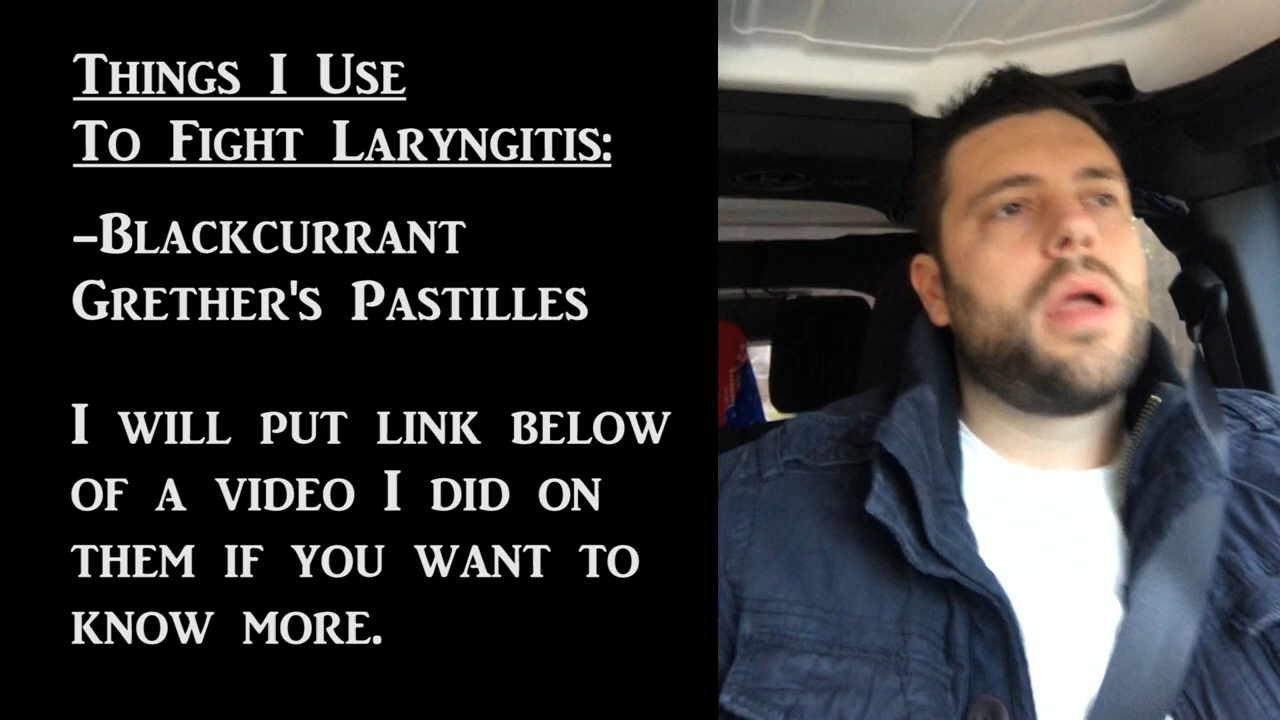 Things I Use
To Fight Laryngitis:
-Blackcurrant
Grether's Pastilles
I will put link below
of a video I did on
them if you want to
know more.